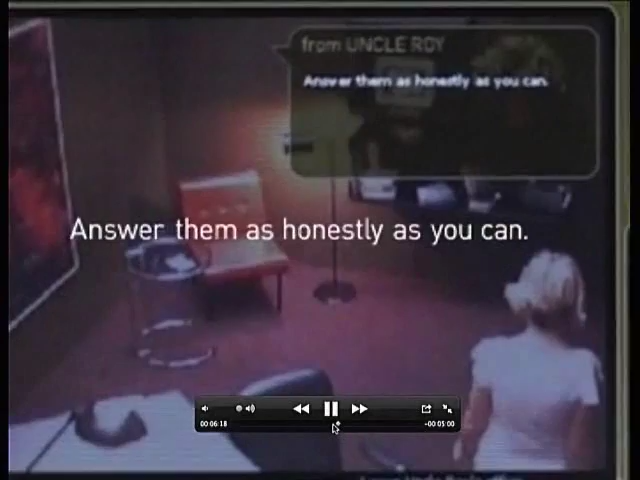 from UNCLE ROY
Answer them as honestly as you can.
Answer them as honestly as you can.
00:06:18
-00:05:00